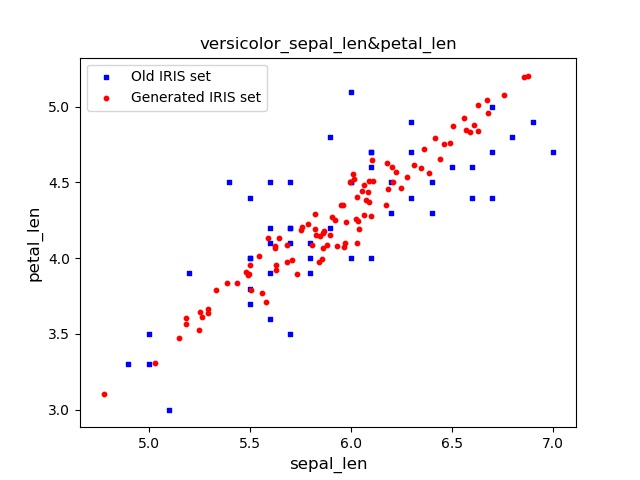 versicolor_sepal_len&petal_len
Old IRIS set
Generated IRIS set
5.0
4.5
4.0
3.5
3.0
petal_len
5.0 5.5 6.0 6.5 7.0
sepal_len